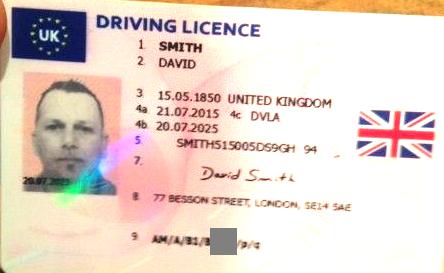 UK
DRIVING LICENCE
1. SMITH
2. DAVID
3. 15.05.1850 UNITED KINGDOM
4a. 21.07.2015 4c. DVLA
4b. 20.07.2025
5. SMITH515005DS9GH 94
7. David Smith
20.07.2025
8. 77 BESSON STREET, LONDON, SE14 5AE
9. AM/A/B1/B /p/q